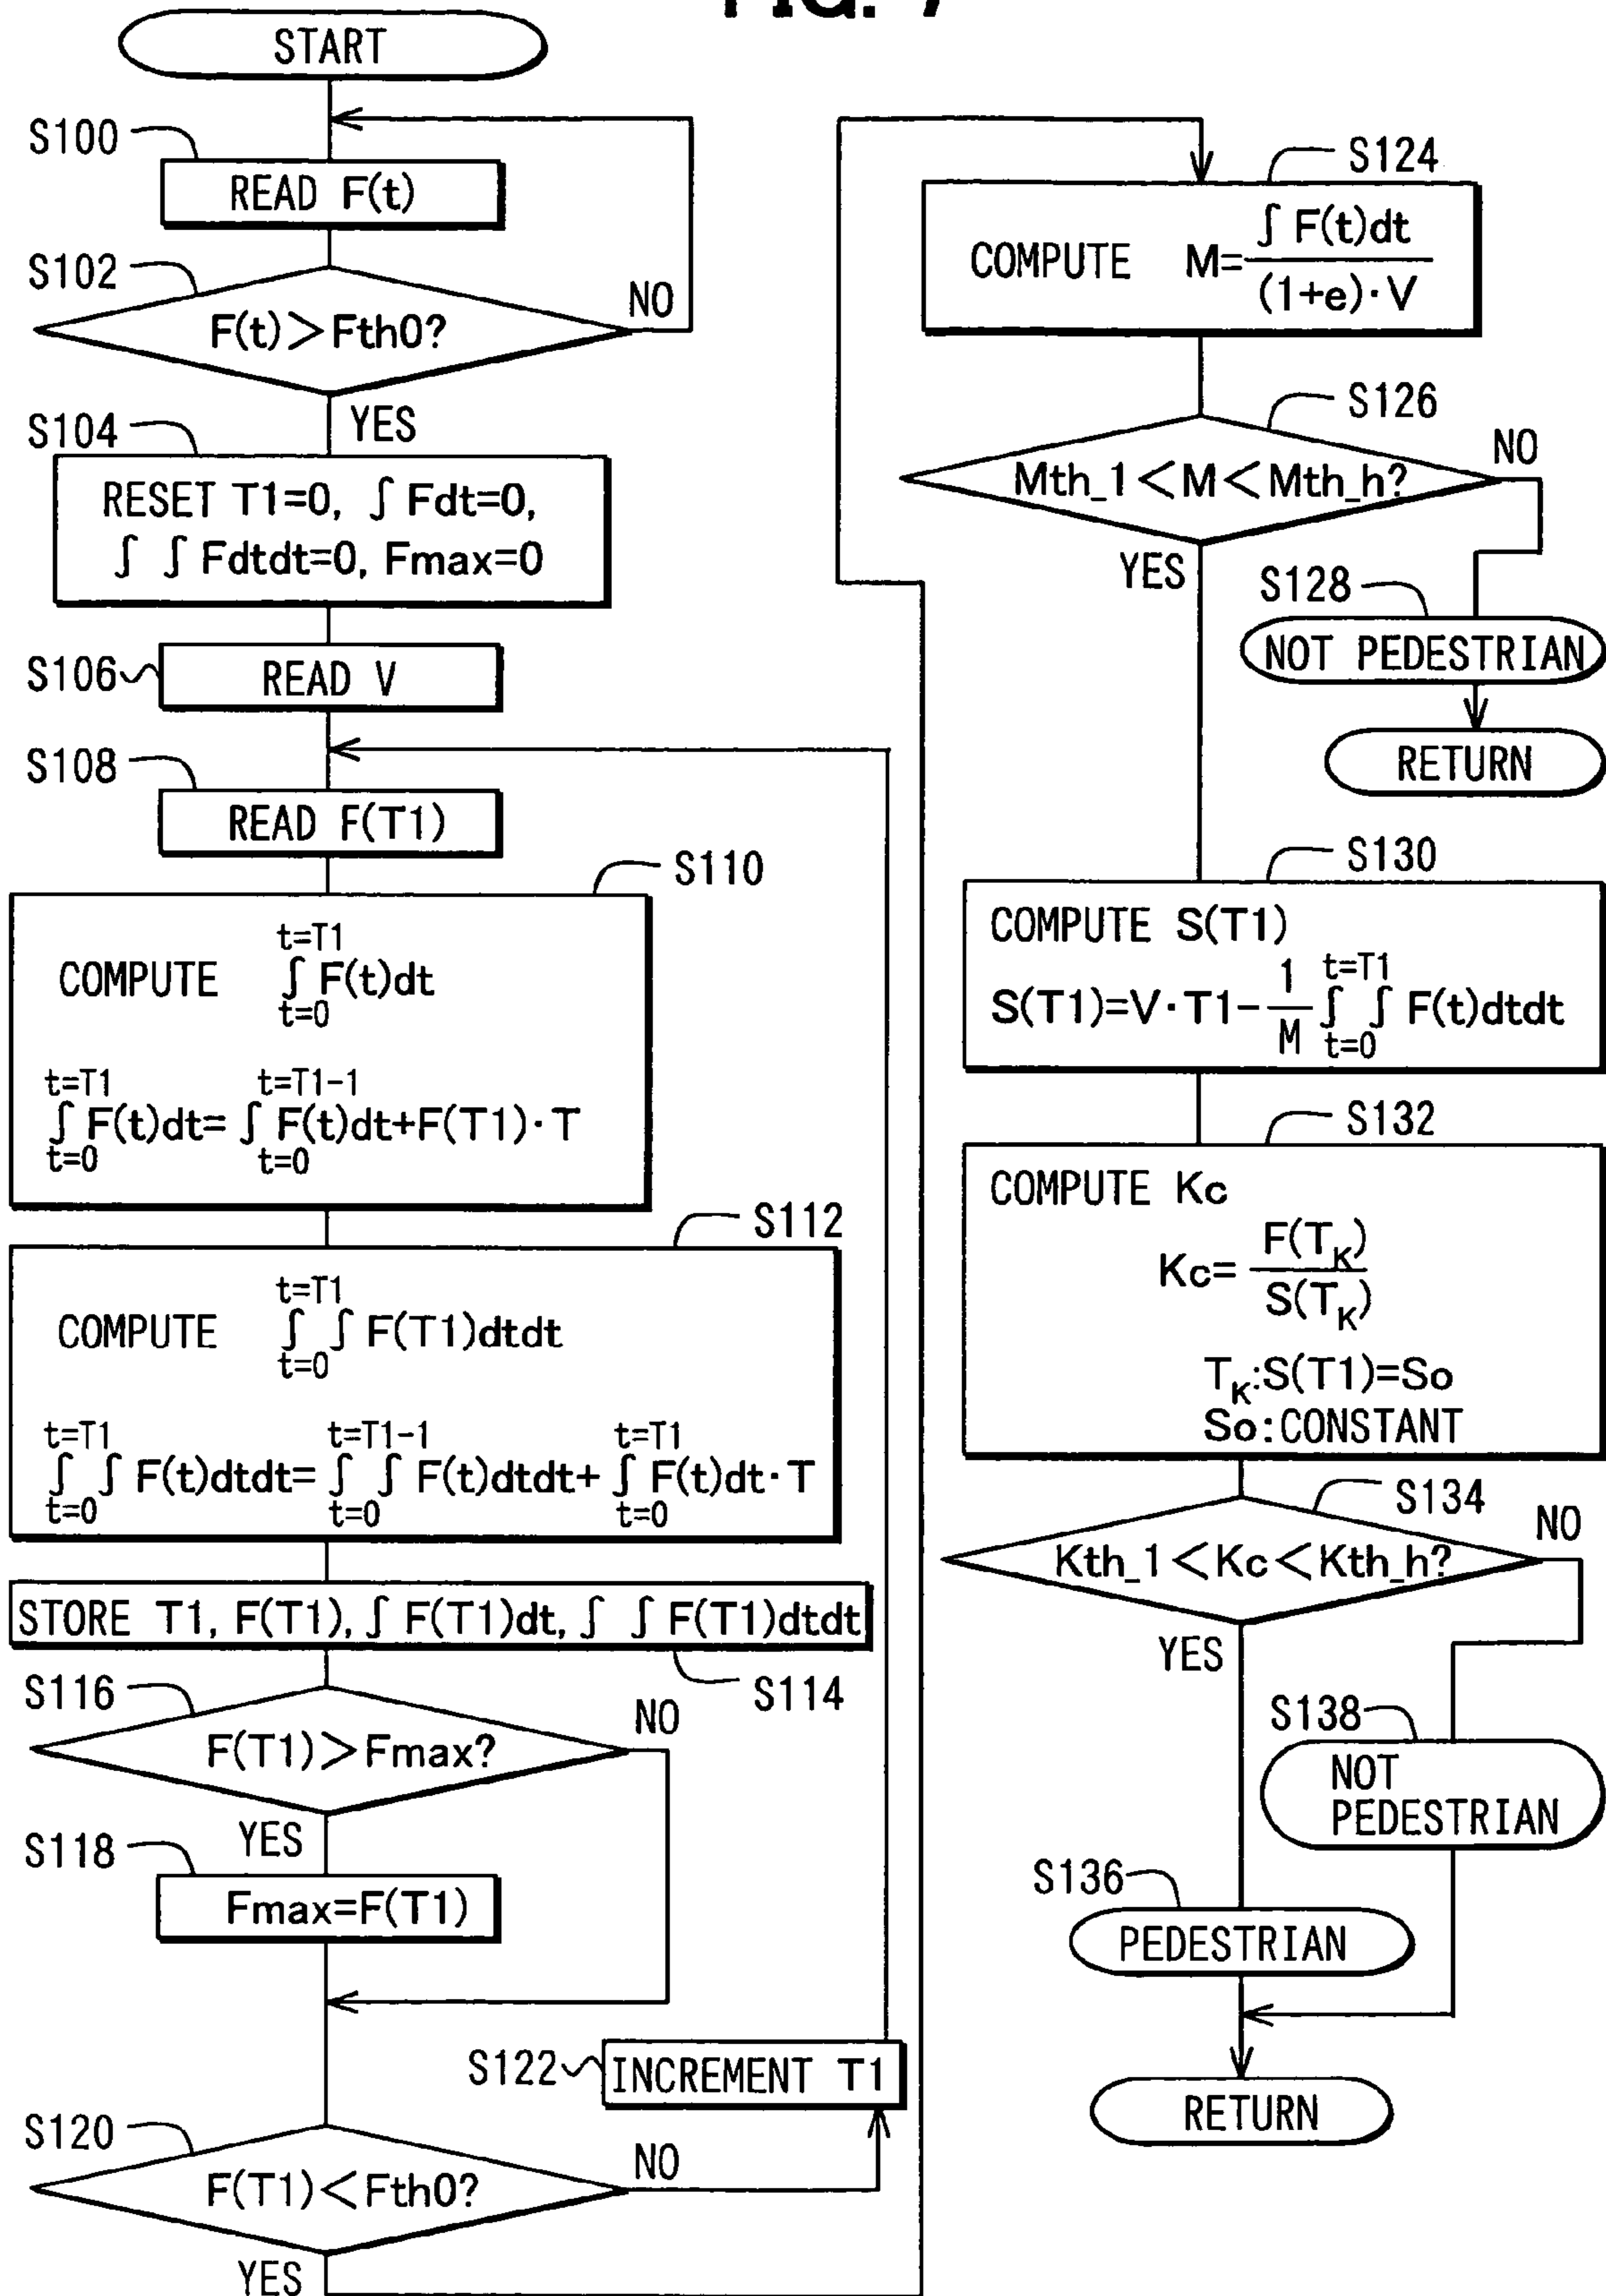 FIG. 7
START
S100
READ F(t)
S102
F(t)>Fth0?
NO
YES
S104
RESET T1=0, ∫Fdt=0,
∫∫Fdtdt=0, Fmax=0
S106
READ V
S108
READ F(T1)
S110
t=T1
COMPUTE ∫F(t)dt
t=0
t=T1 t=T1-1
∫F(t)dt=∫F(t)dt+F(T1)·T
t=0 t=0
S112
t=T1
COMPUTE ∫∫F(T1)dtdt
t=0
t=T1 t=T1-1 t=T1
∫∫F(t)dtdt=∫∫F(t)dtdt+∫F(t)dt·T
t=0 t=0 t=0
STORE T1, F(T1), ∫F(T1)dt, ∫∫F(T1)dtdt
S114
S116
F(T1)>Fmax?
NO
YES
S118
Fmax=F(T1)
S122
INCREMENT T1
S120
F(T1)<Fth0?
NO
YES
S124
∫F(t)dt
COMPUTE M=
(1+e)·V
S126
Mth_1<M<Mth_h?
NO
YES
S128
NOT PEDESTRIAN
RETURN
S130
COMPUTE S(T1)
1 t=T1
S(T1)=V·T1-∫∫F(t)dtdt
M t=0
S132
COMPUTE Kc
F(TK)
Kc=
S(TK)
TK:S(T1)=So
So:CONSTANT
S134
Kth_1<Kc<Kth_h?
NO
YES
S138
NOT
PEDESTRIAN
S136
PEDESTRIAN
RETURN